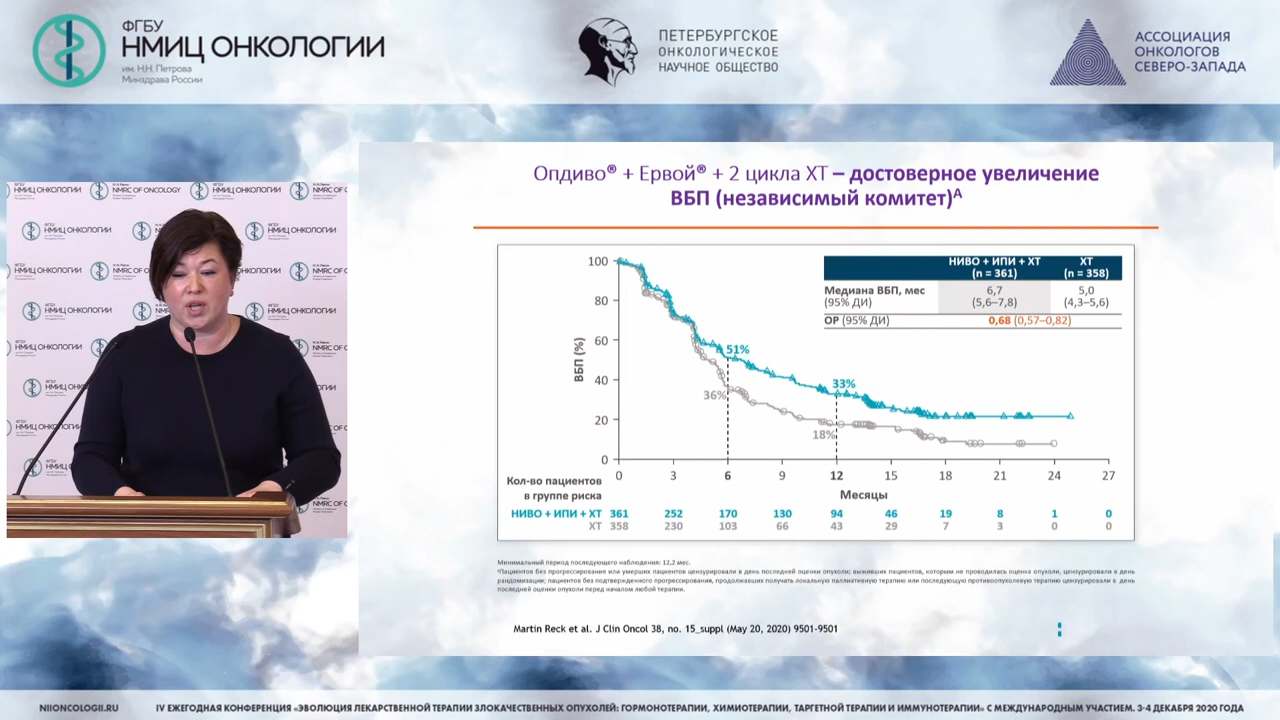 ФГБУ
НМИЦ ОНКОЛОГИИ
им. Н.Н. Петрова
Минздрава России
ПЕТЕРБУРГСКОЕ
ОНКОЛОГИЧЕСКОЕ
НАУЧНОЕ ОБЩЕСТВО
АССОЦИАЦИЯ
ОНКОЛОГОВ
СЕВЕРО-ЗАПАДА
НМИЦ ОНКОЛОГИИ
NMRC OF ONCOLOGY
НМИЦ ОНКОЛОГИИ
Опдиво® + Ервой® + 2 цикла ХТ – достоверное увеличение
ВБП (независимый комитет)ᴬ
НИВО + ИПИ + ХТ
(n = 361)
ХТ
(n = 358)
Медиана ВБП, мес
(95% ДИ)
6,7
(5,6–7,8)
5,0
(4,3–5,6)
ОР (95% ДИ)
0,68 (0,57–0,82)
ВБП (%)
100
80
60
40
20
0
51%
36%
33%
18%
0 3 6 9 12 15 18 21 24 27
Месяцы
Кол-во пациентов
в группе риска
НИВО + ИПИ + ХТ 361 252 170 130 94 46 19 8 1 0
ХТ 358 230 103 66 43 29 7 3 0 0
Минимальный период последующего наблюдения: 12,2 мес.
ᴬПациентов без прогрессирования или умерших пациентов цензурировали в день последней оценки опухоли; выживших пациентов, которым не проводилась оценка опухоли, цензурировали в день
рандомизации; пациентов без подтвержденного прогрессирования, продолжавших получать локальную паллиативную терапию или последующую противоопухолевую терапию цензурировали в день
последней оценки опухоли перед началом любой терапии.
Martin Reck et al. J Clin Oncol 38, no. 15_suppl (May 20, 2020) 9501-9501
NIIONCOLOGII.RU
IV ЕЖЕГОДНАЯ КОНФЕРЕНЦИЯ «ЭВОЛЮЦИЯ ЛЕКАРСТВЕННОЙ ТЕРАПИИ ЗЛОКАЧЕСТВЕННЫХ ОПУХОЛЕЙ: ГОРМОНОТЕРАПИИ, ХИМИОТЕРАПИИ, ТАРГЕТНОЙ ТЕРАПИИ И ИММУНОТЕРАПИИ» С МЕЖДУНАРОДНЫМ УЧАСТИЕМ. 3-4 ДЕКАБРЯ 2020 ГОДА